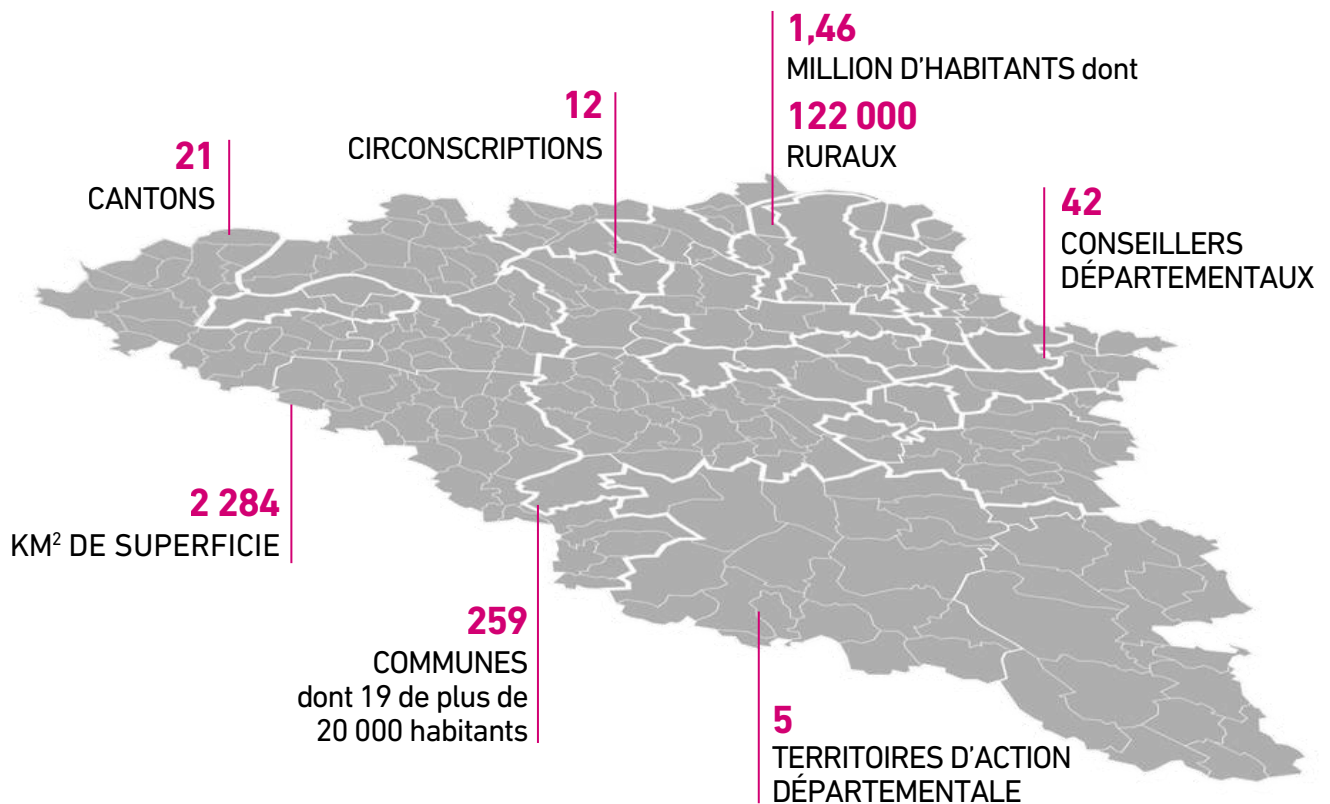 1,46
MILLION D'HABITANTS dont
122 000
RURAUX
12
CIRCONSCRIPTIONS
21
CANTONS
42
CONSEILLERS
DÉPARTEMENTAUX
2 284
KM² DE SUPERFICIE
259
COMMUNES
dont 19 de plus de
20 000 habitants
5
TERRITOIRES D'ACTION
DÉPARTEMENTALE